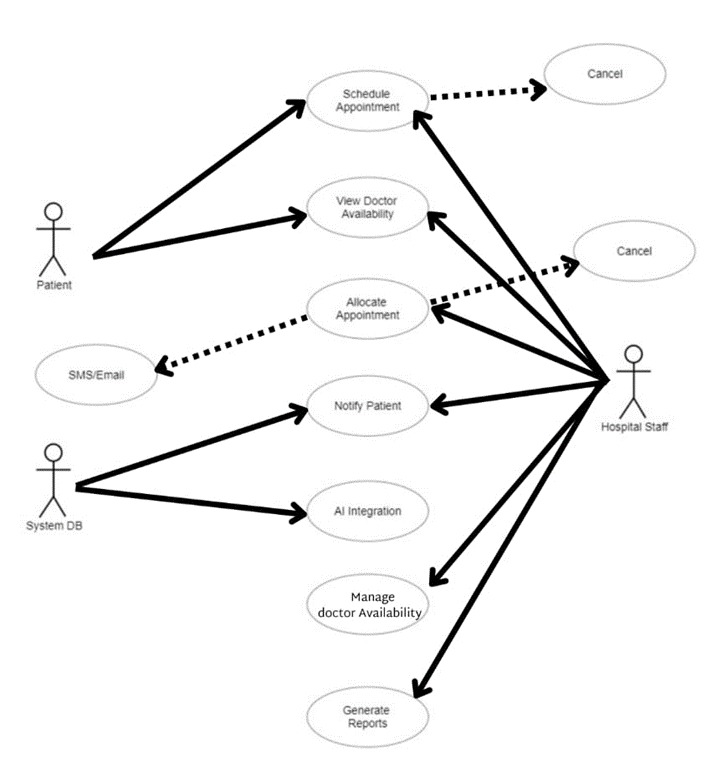 Schedule
Appointment
Cancel
View Doctor
Availability
Patient
Cancel
Allocate
Appointment
SMS/Email
Notify Patient
Hospital Staff
System DB
AI Integration
Manage
doctor Availability
Generate
Reports